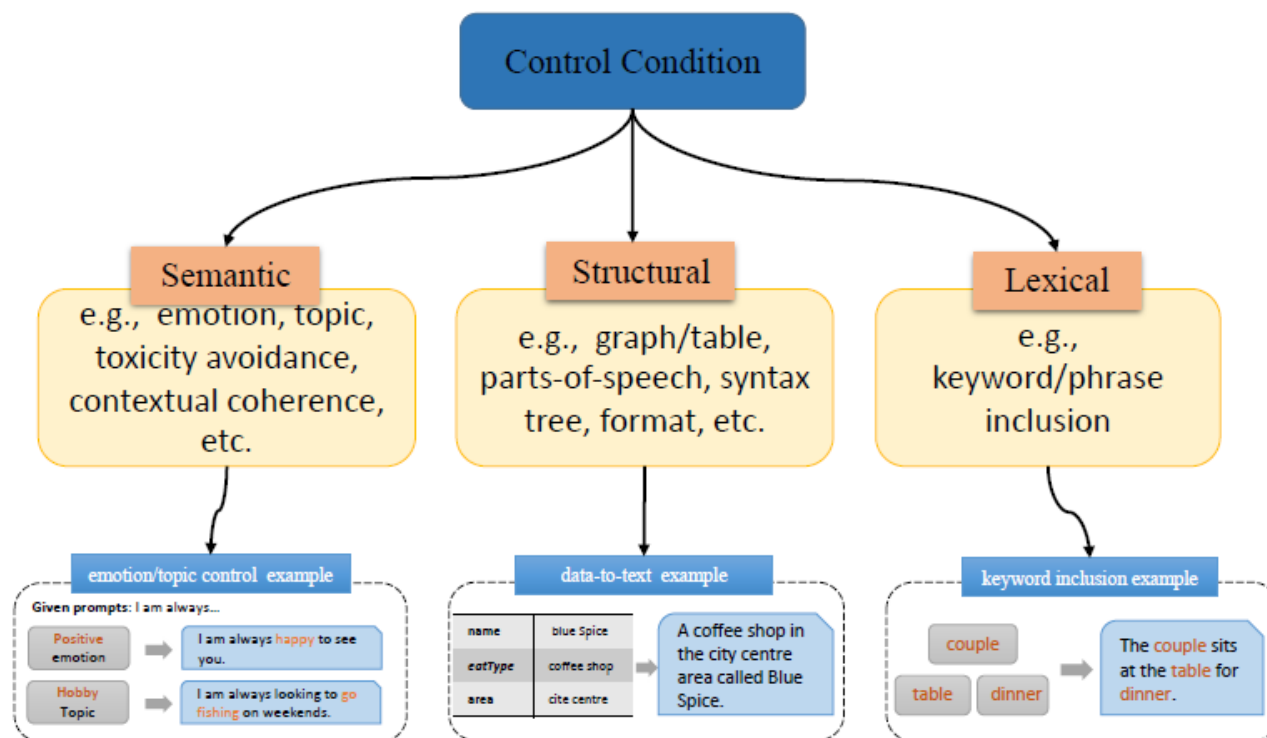 Control Condition
Semantic
e.g., emotion, topic,
toxicity avoidance,
contextual coherence,
etc.
Structural
e.g., graph/table,
parts-of-speech, syntax
tree, format, etc.
Lexical
e.g.,
keyword/phrase
inclusion
emotion/topic control example
Given prompts: I am always...
Positive
emotion
I am always happy to see
you.
Hobby
Topic
I am always looking to go
fishing on weekends.
data-to-text example
name blue Spice
eatType coffee shop
area cite centre
A coffee shop in
the city centre
area called Blue
Spice.
keyword inclusion example
couple
table dinner
The couple sits
at the table for
dinner.